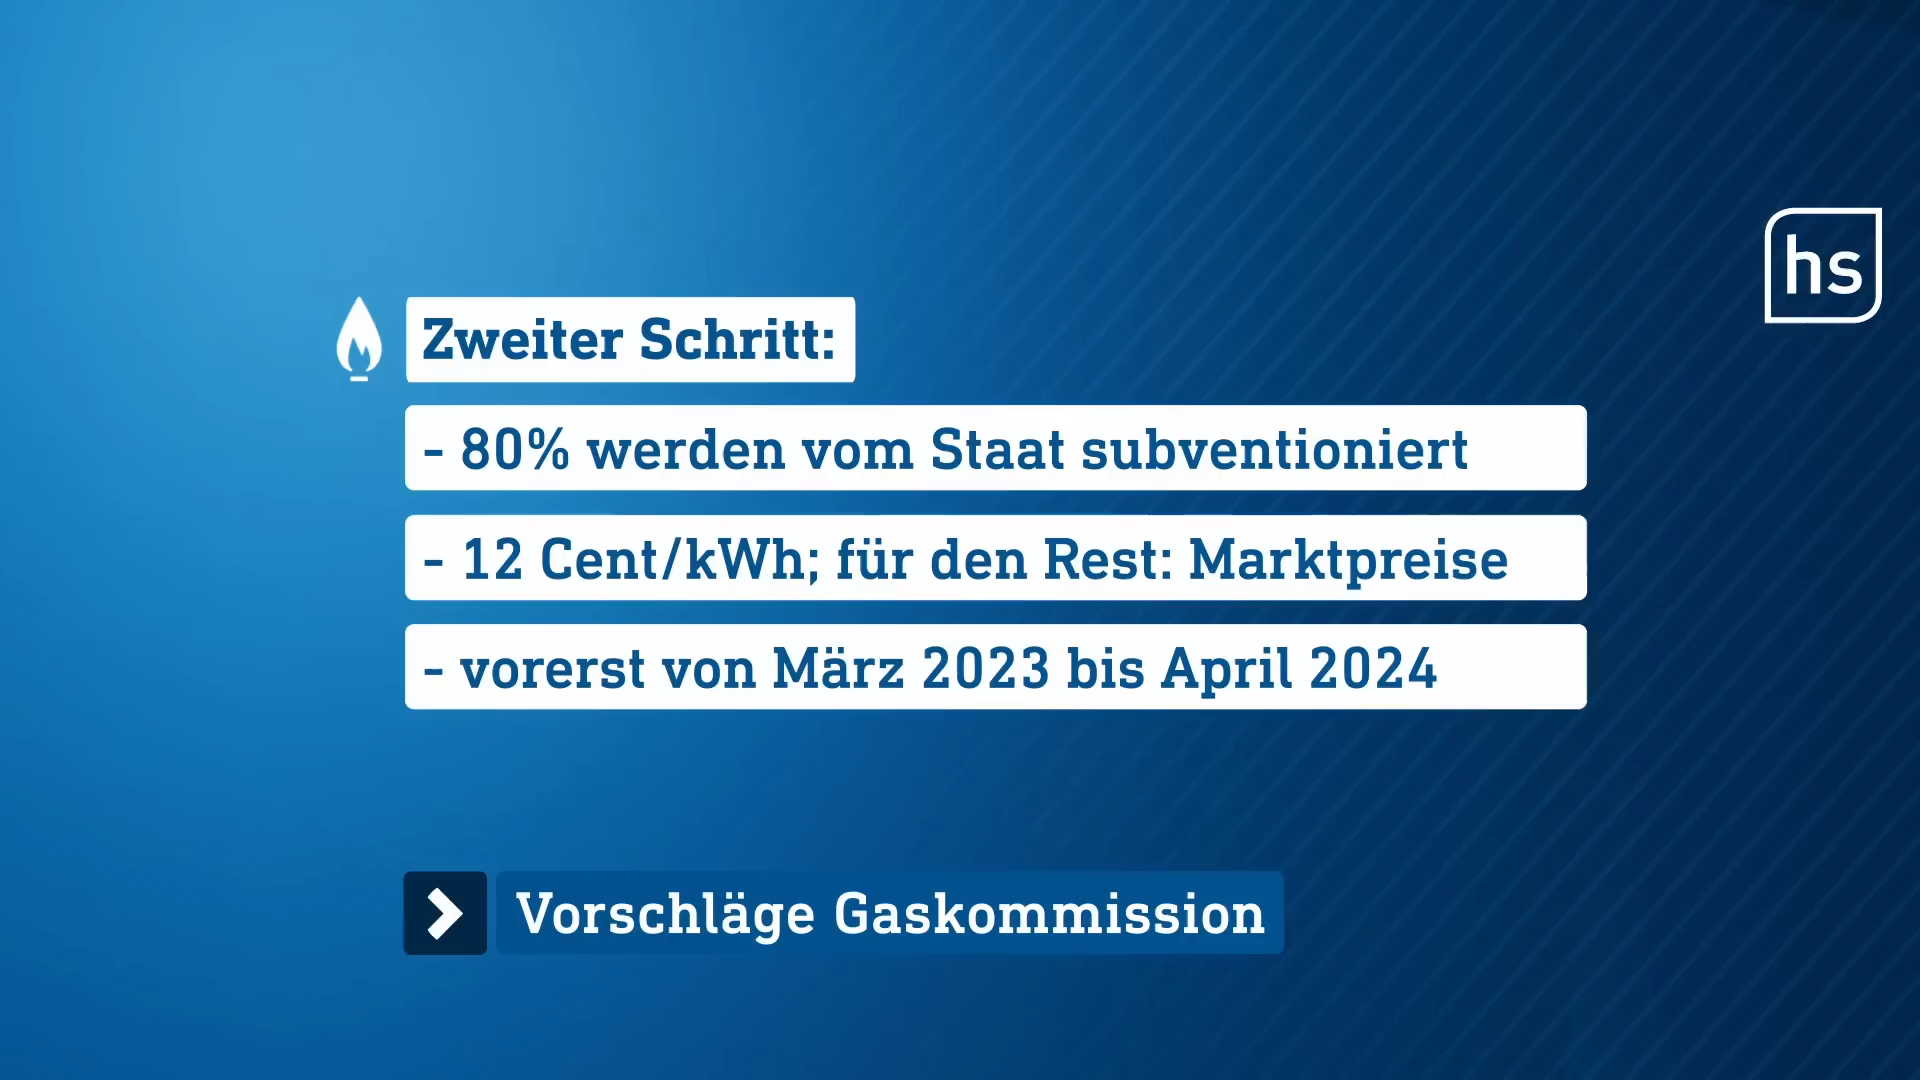 hs
Zweiter Schritt:
- 80% werden vom Staat subventioniert
- 12 Cent/kWh; für den Rest: Marktpreise
- vorerst von März 2023 bis April 2024
Vorschläge Gaskommission